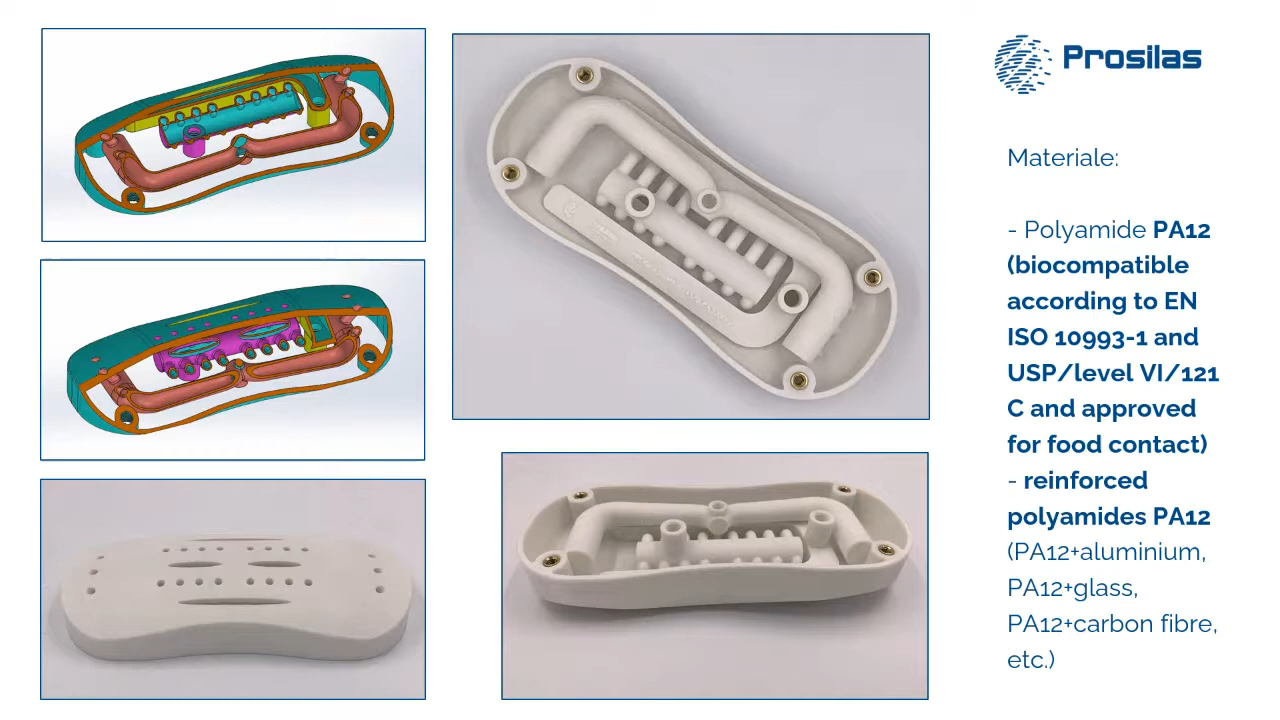 Prosilas
Materiale:
- Polyamide PA12
(biocompatible
according to EN
ISO 10993-1 and
USP/level VI/121
C and approved
for food contact)
- reinforced
polyamides PA12
(PA12+aluminium,
PA12+glass,
PA12+carbon fibre,
etc.)